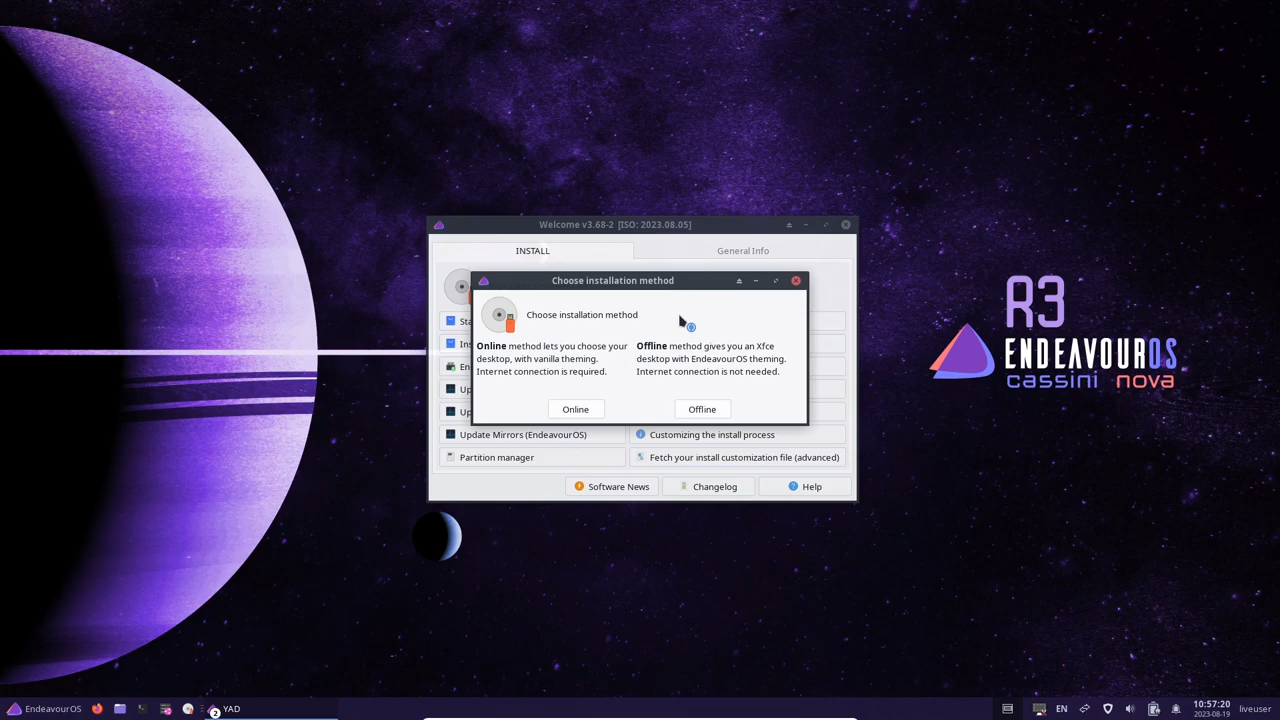 Welcome v3.68-2 [ISO: 2023.08.05]
INSTALL
General Info
Choose installation method
Choose installation method
Online method lets you choose your
desktop, with vanilla theming.
Internet connection is required.
Offline method gives you an Xfce
desktop with EndeavourOS theming.
Internet connection is not needed.
Online
Offline
Update Mirrors (EndeavourOS)
Customizing the install process
Partition manager
Fetch your install customization file (advanced)
Software News
Changelog
Help
R3
ENDEAVOUROS
cassini nova
EndeavourOS
2
YAD
EN
10:57:20
2023-08-19
liveuser